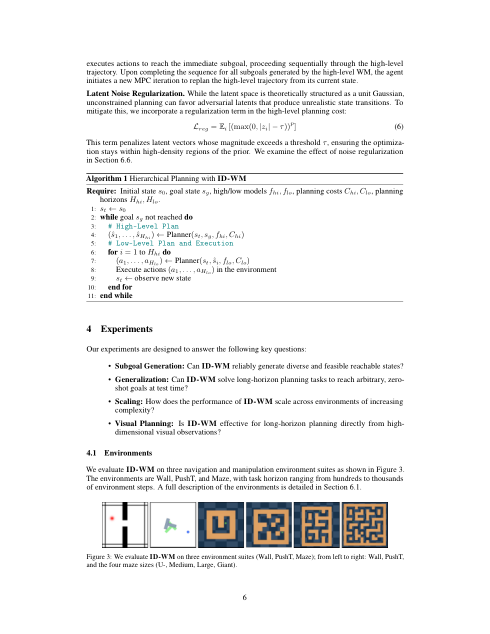 executes actions to reach the immediate subgoal, proceeding sequentially through the high-level
trajectory. Upon completing the sequence for all subgoals generated by the high-level WM, the agent
initiates a new MPC iteration to replan the high-level trajectory from its current state.
Latent Noise Regularization. While the latent space is theoretically structured as a unit Gaussian,
unconstrained planning can favor adversarial latents that produce unrealistic state transitions. To
mitigate this, we incorporate a regularization term in the high-level planning cost:
L_reg = E_i [(max(0, |z_i| − τ))^p] (6)
This term penalizes latent vectors whose magnitude exceeds a threshold τ, ensuring the optimiza-
tion stays within high-density regions of the prior. We examine the effect of noise regularization
in Section 6.6.
Algorithm 1 Hierarchical Planning with ID-WM
Require: Initial state s_0, goal state s_g, high/low models f_hi, f_lo, planning costs C_hi, C_lo, planning
horizons H_hi, H_lo.
1: s_t ← s_0
2: while goal s_g not reached do
3: # High-Level Plan
4: (ŝ_1, . . . , ŝ_{H_hi}) ← Planner(s_t, s_g, f_hi, C_hi)
5: # Low-Level Plan and Execution
6: for i = 1 to H_hi do
7: (a_1, . . . , a_{H_lo}) ← Planner(s_t, ŝ_i, f_lo, C_lo)
8: Execute actions (a_1, . . . , a_{H_lo}) in the environment
9: s_t ← observe new state
10: end for
11: end while
4 Experiments
Our experiments are designed to answer the following key questions:
• Subgoal Generation: Can ID-WM reliably generate diverse and feasible reachable states?
• Generalization: Can ID-WM solve long-horizon planning tasks to reach arbitrary, zero-
shot goals at test time?
• Scaling: How does the performance of ID-WM scale across environments of increasing
complexity?
• Visual Planning: Is ID-WM effective for long-horizon planning directly from high-
dimensional visual observations?
4.1 Environments
We evaluate ID-WM on three navigation and manipulation environment suites as shown in Figure 3.
The environments are Wall, PushT, and Maze, with task horizon ranging from hundreds to thousands
of environment steps. A full description of the environments is detailed in Section 6.1.
Figure 3: We evaluate ID-WM on three environment suites (Wall, PushT, Maze); from left to right: Wall, PushT,
and the four maze sizes (U-, Medium, Large, Giant).
6